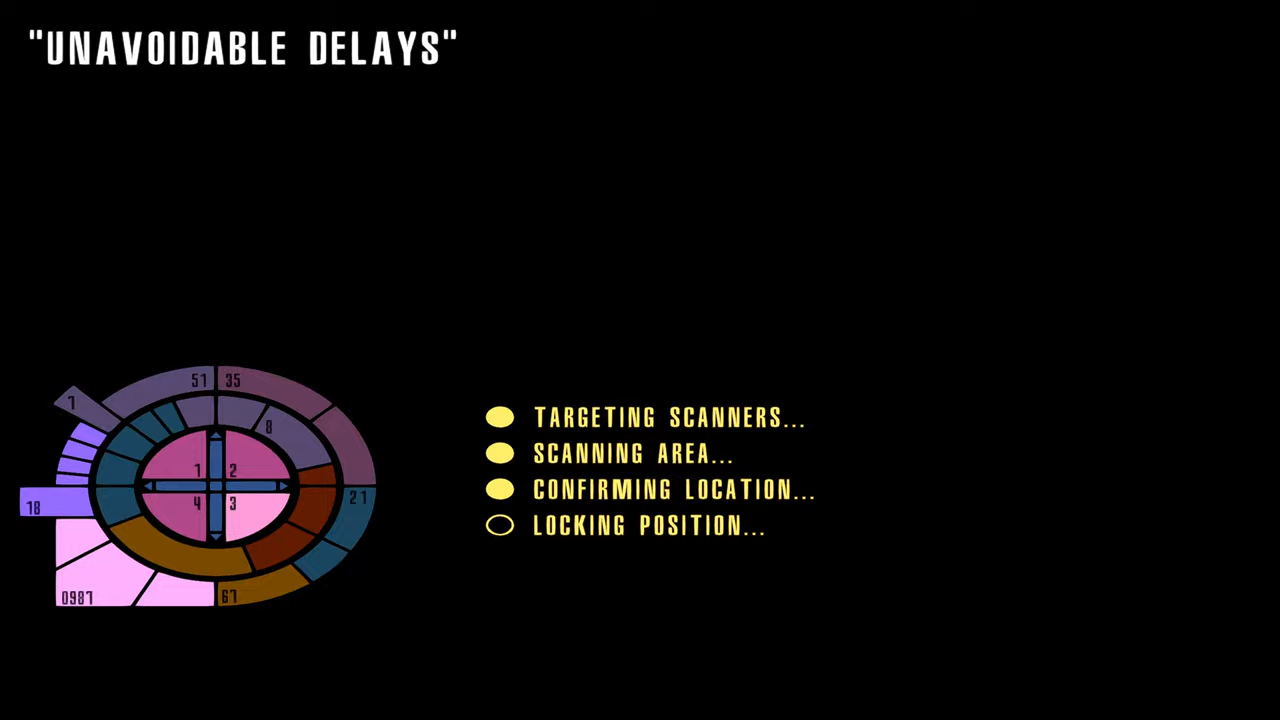 "UNAVOIDABLE DELAYS"
51 35
7
8
1 2
4 3
18
21
0987
67
TARGETING SCANNERS...
SCANNING AREA...
CONFIRMING LOCATION...
LOCKING POSITION...